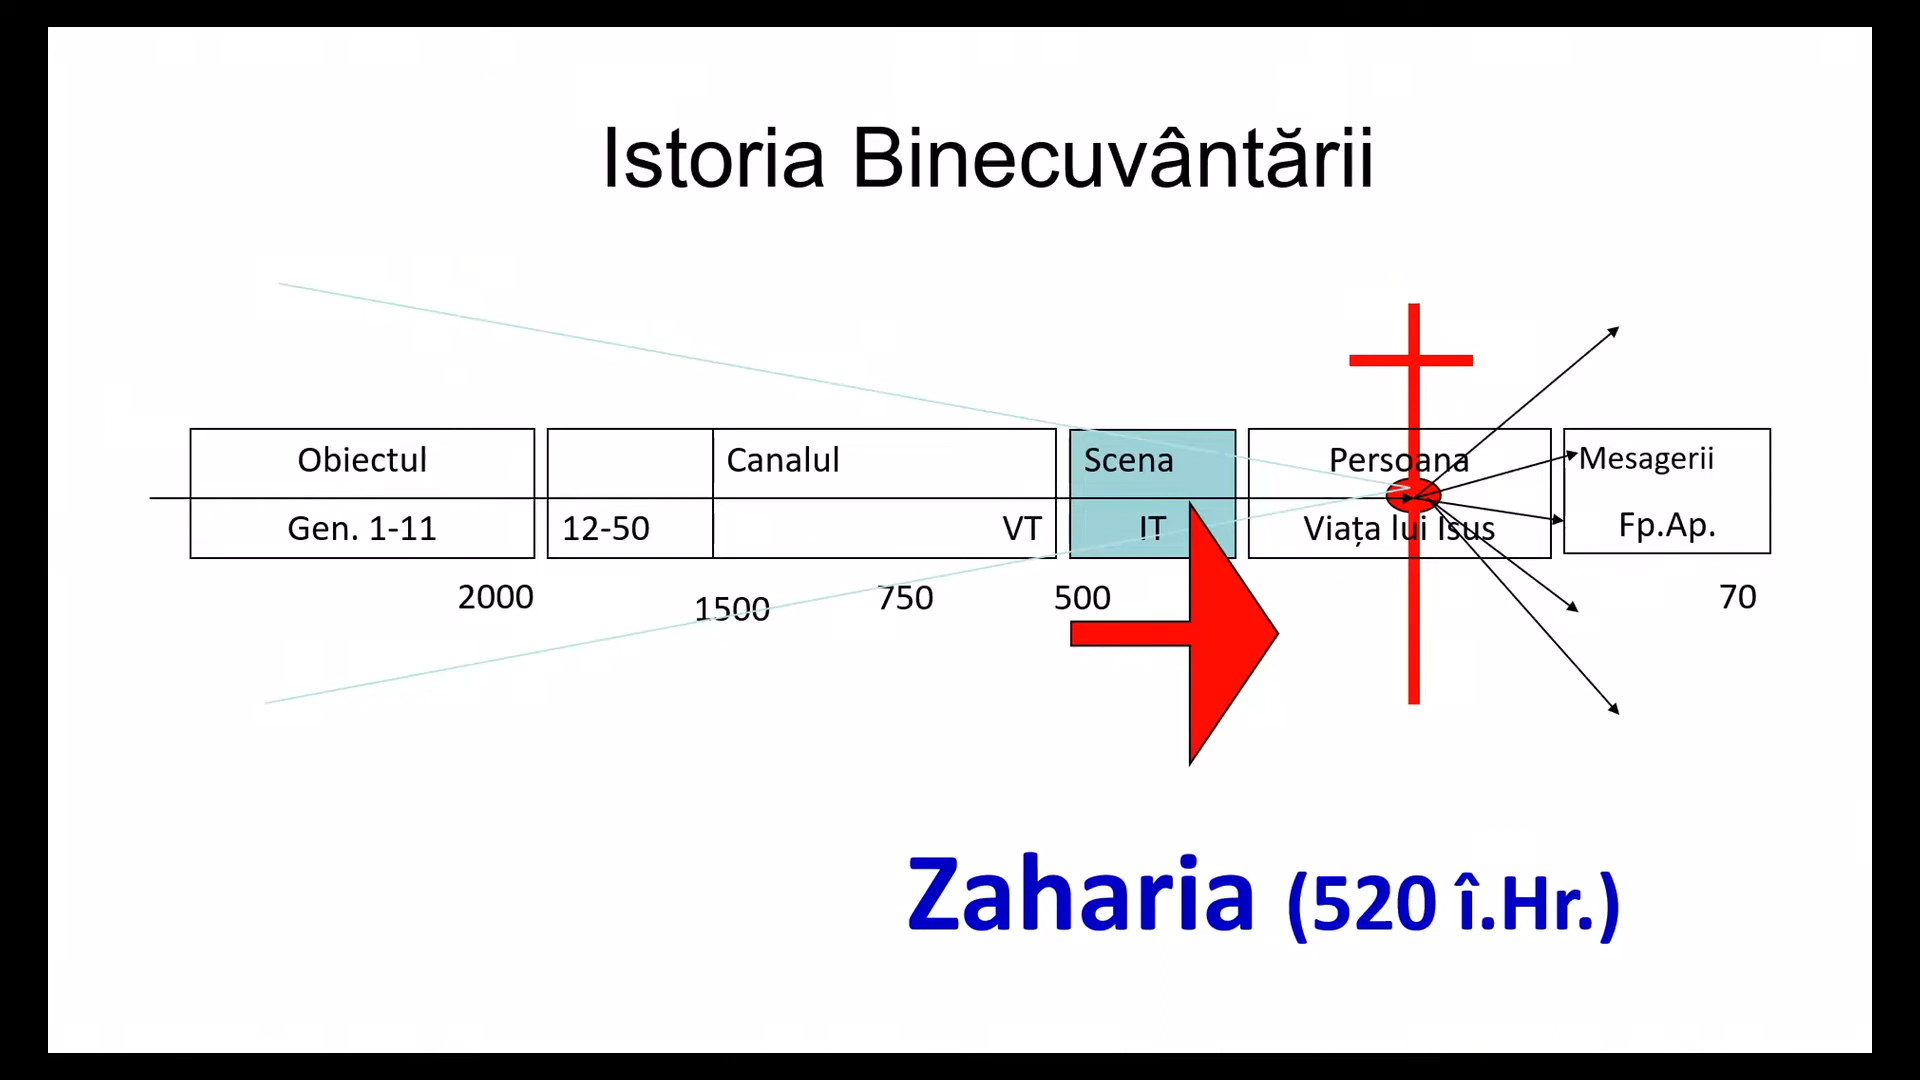 Istoria Binecuvântării
Obiectul
Canalul
Scena
Persoana
Mesagerii
Gen. 1-11
12-50
VT
IT
Viața lui Isus
Fp.Ap.
2000
1500
750
500
70
Zaharia (520 î.Hr.)